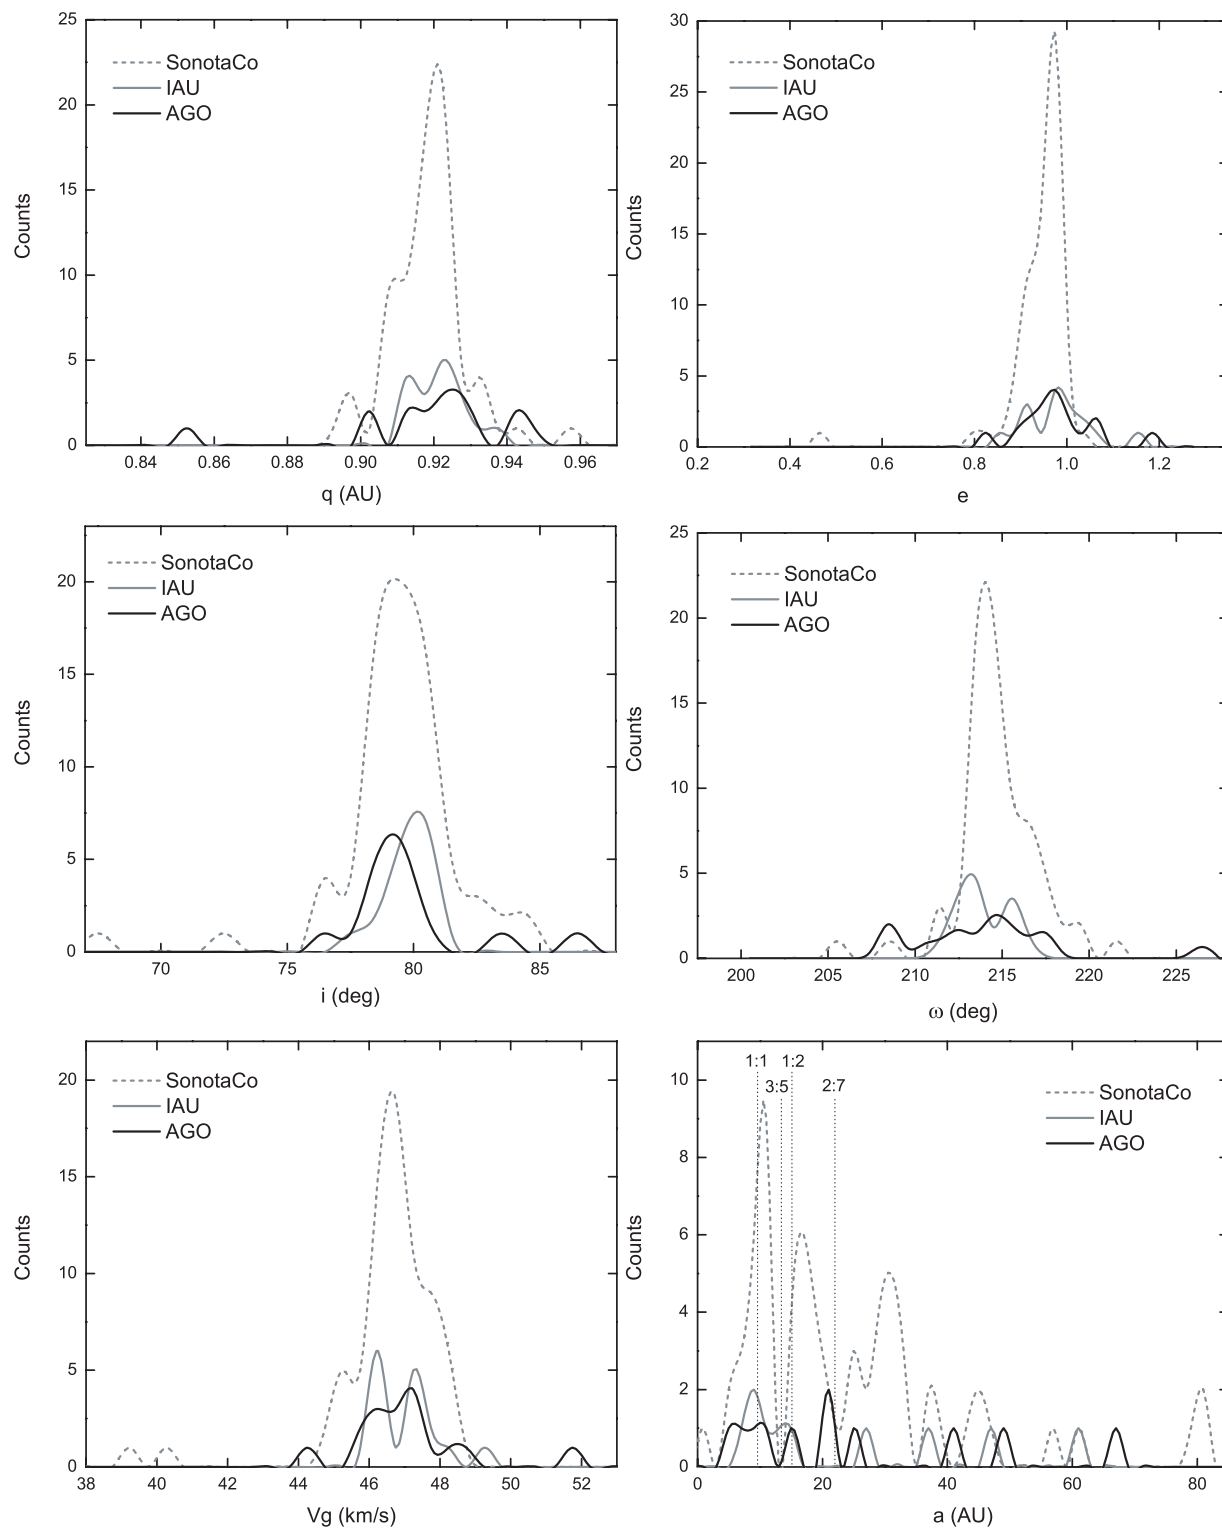 25
20
15
10
5
0
Counts
SonotaCo
IAU
AGO
0.84 0.86 0.88 0.90 0.92 0.94 0.96
q (AU)
30
25
20
15
10
5
0
Counts
SonotaCo
IAU
AGO
0.2 0.4 0.6 0.8 1.0 1.2
e
20
15
10
5
0
Counts
SonotaCo
IAU
AGO
70 75 80 85
i (deg)
25
20
15
10
5
0
Counts
SonotaCo
IAU
AGO
200 205 210 215 220 225
ω (deg)
20
15
10
5
0
Counts
SonotaCo
IAU
AGO
38 40 42 44 46 48 50 52
Vg (km/s)
10
8
6
4
2
0
Counts
1:1 1:2
3:5 2:7
SonotaCo
IAU
AGO
0 20 40 60 80
a (AU)